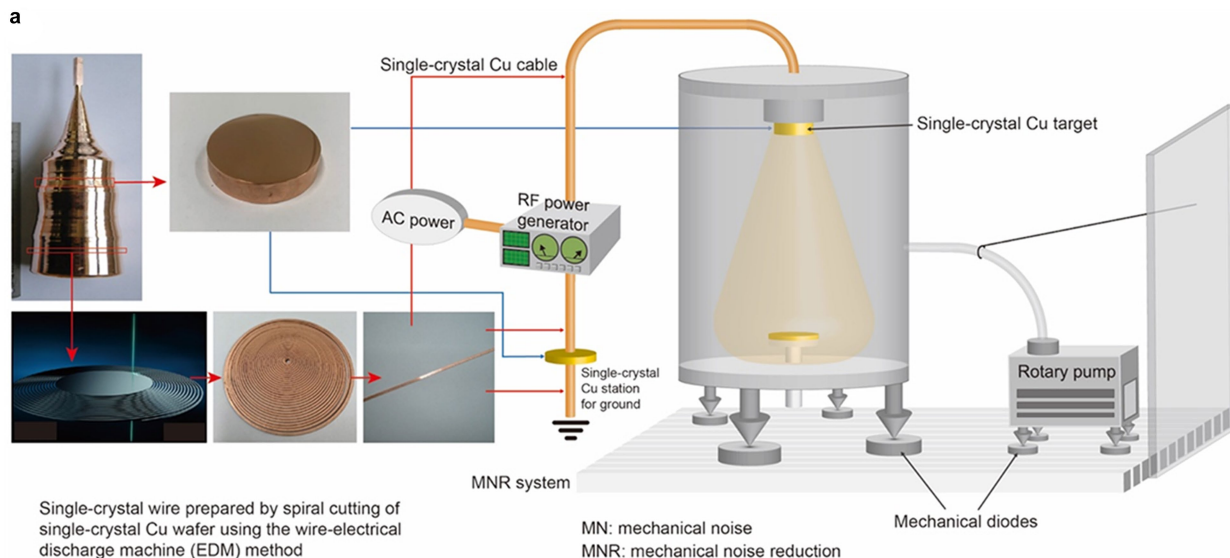 a
Single-crystal Cu cable
Single-crystal Cu target
AC power
RF power
generator
Single-crystal
Cu station
for ground
Rotary pump
MNR system
Mechanical diodes
Single-crystal wire prepared by spiral cutting of
single-crystal Cu wafer using the wire-electrical
discharge machine (EDM) method
MN: mechanical noise
MNR: mechanical noise reduction